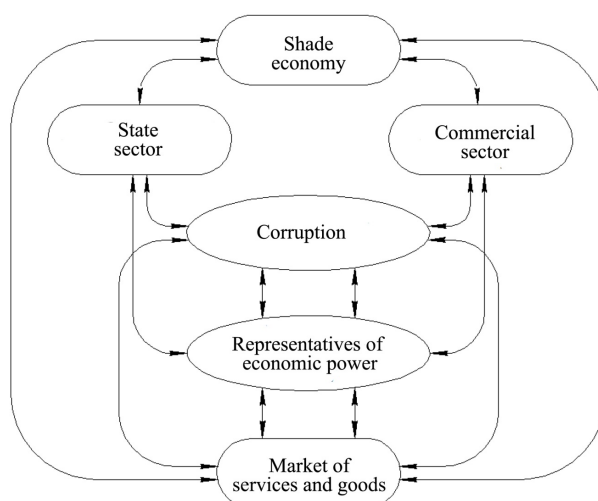 Shade
economy
State
sector
Commercial
sector
Corruption
Representatives of
economic power
Market of
services and goods